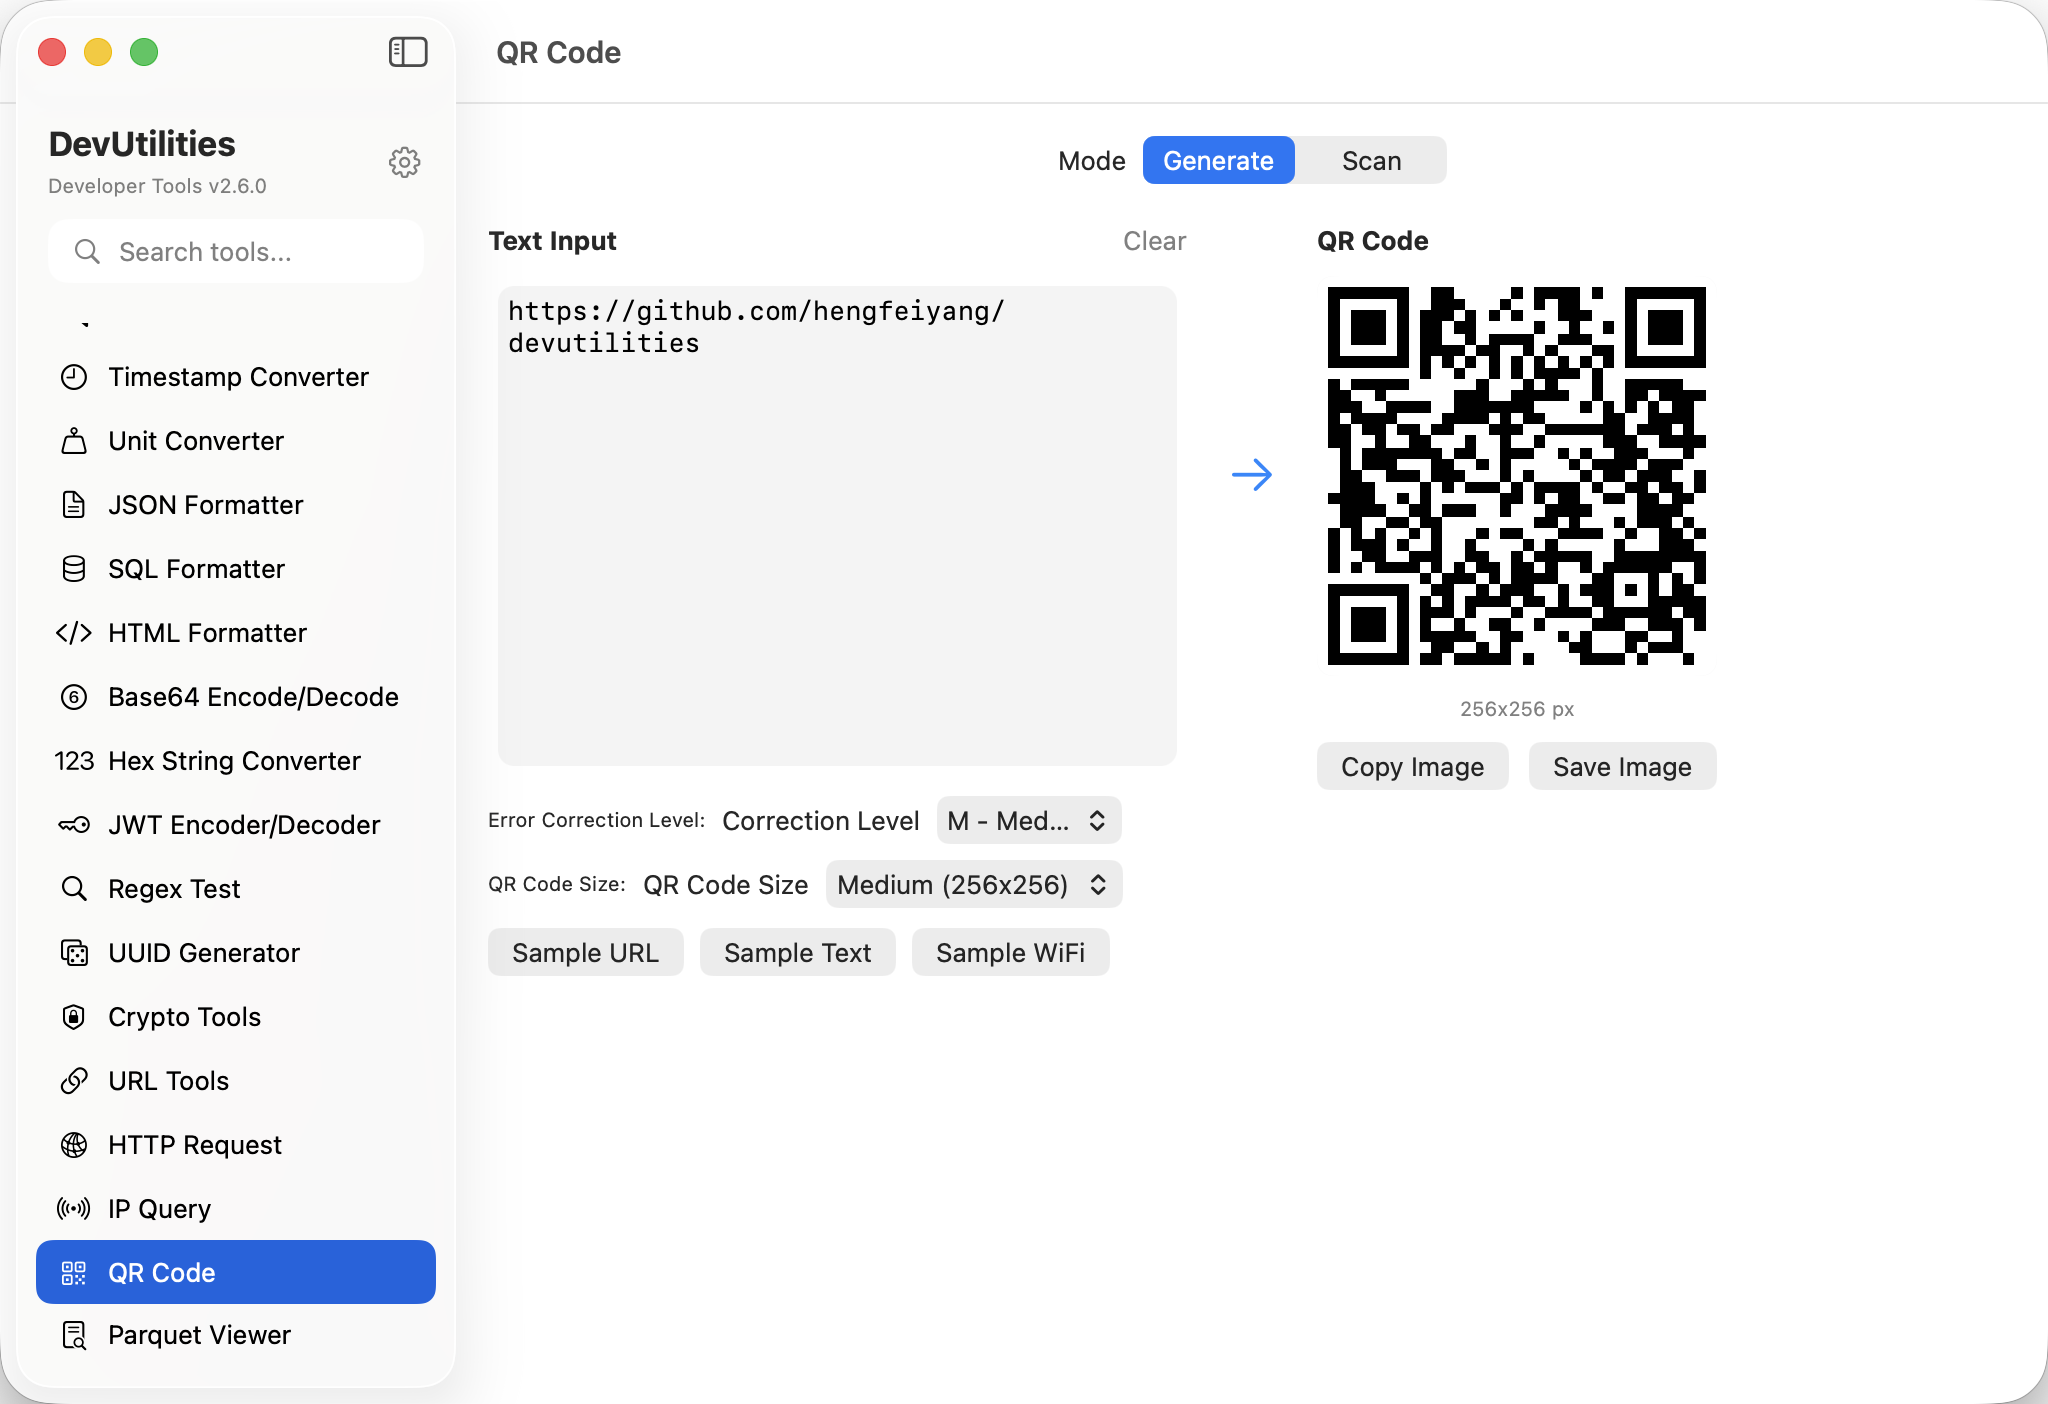 QR Code
DevUtilities
Developer Tools v2.6.0
Search tools...
Timestamp Converter
Unit Converter
JSON Formatter
SQL Formatter
</> HTML Formatter
6 Base64 Encode/Decode
123 Hex String Converter
JWT Encoder/Decoder
Regex Test
UUID Generator
Crypto Tools
URL Tools
HTTP Request
IP Query
QR Code
Parquet Viewer
Mode Generate Scan
Text Input Clear
https://github.com/hengfeiyang/
devutilities
Error Correction Level: Correction Level M - Med...
QR Code Size: QR Code Size Medium (256x256)
Sample URL Sample Text Sample WiFi
QR Code
256x256 px
Copy Image Save Image